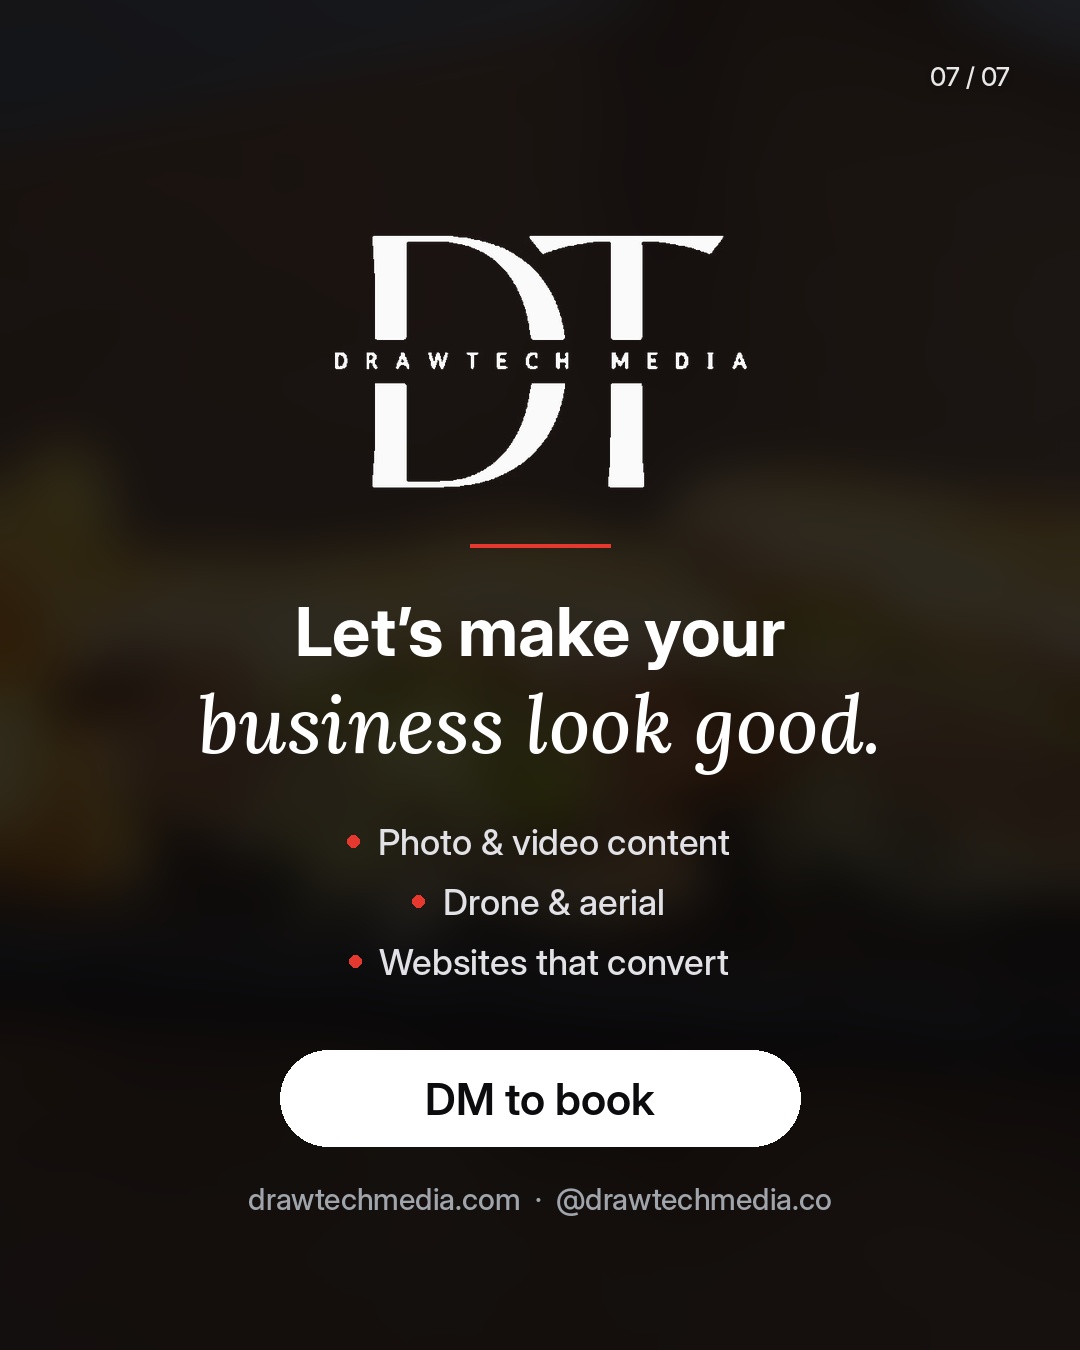 07 / 07
DT
DRAWTECH MEDIA
Let’s make your
business look good.
• Photo & video content
• Drone & aerial
• Websites that convert
DM to book
drawtechmedia.com · @drawtechmedia.co